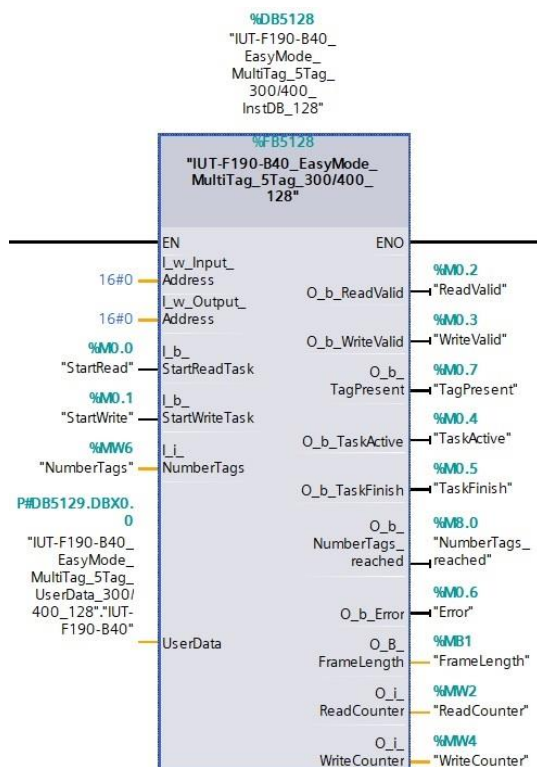 %DB5128
"IUT-F190-B40_
EasyMode_
MultiTag_5Tag_
300/400_
InstDB_128"
%FB5128
"IUT-F190-B40_EasyMode_
MultiTag_5Tag_300/400_
128"
EN
ENO
16#0
I_w_Input_
Address
16#0
I_w_Output_
Address
%M0.0
"StartRead"
I_b_
StartReadTask
%M0.1
"StartWrite"
I_b_
StartWriteTask
%MW6
"NumberTags"
I_i_
NumberTags
P#DB5129.DBX0.
0
"IUT-F190-B40_
EasyMode_
MultiTag_5Tag_
UserData_300/
400_128"."IUT-
F190-B40"
UserData
O_b_ReadValid
%M0.2
"ReadValid"
O_b_WriteValid
%M0.3
"WriteValid"
O_b_
TagPresent
%M0.7
"TagPresent"
O_b_TaskActive
%M0.4
"TaskActive"
O_b_TaskFinish
%M0.5
"TaskFinish"
O_b_
NumberTags_
reached
%M8.0
"NumberTags_
reached"
O_b_Error
%M0.6
"Error"
O_B_
FrameLength
%MB1
"FrameLength"
O_i_
ReadCounter
%MW2
"ReadCounter"
O_i_
WriteCounter
%MW4
"WriteCounter"